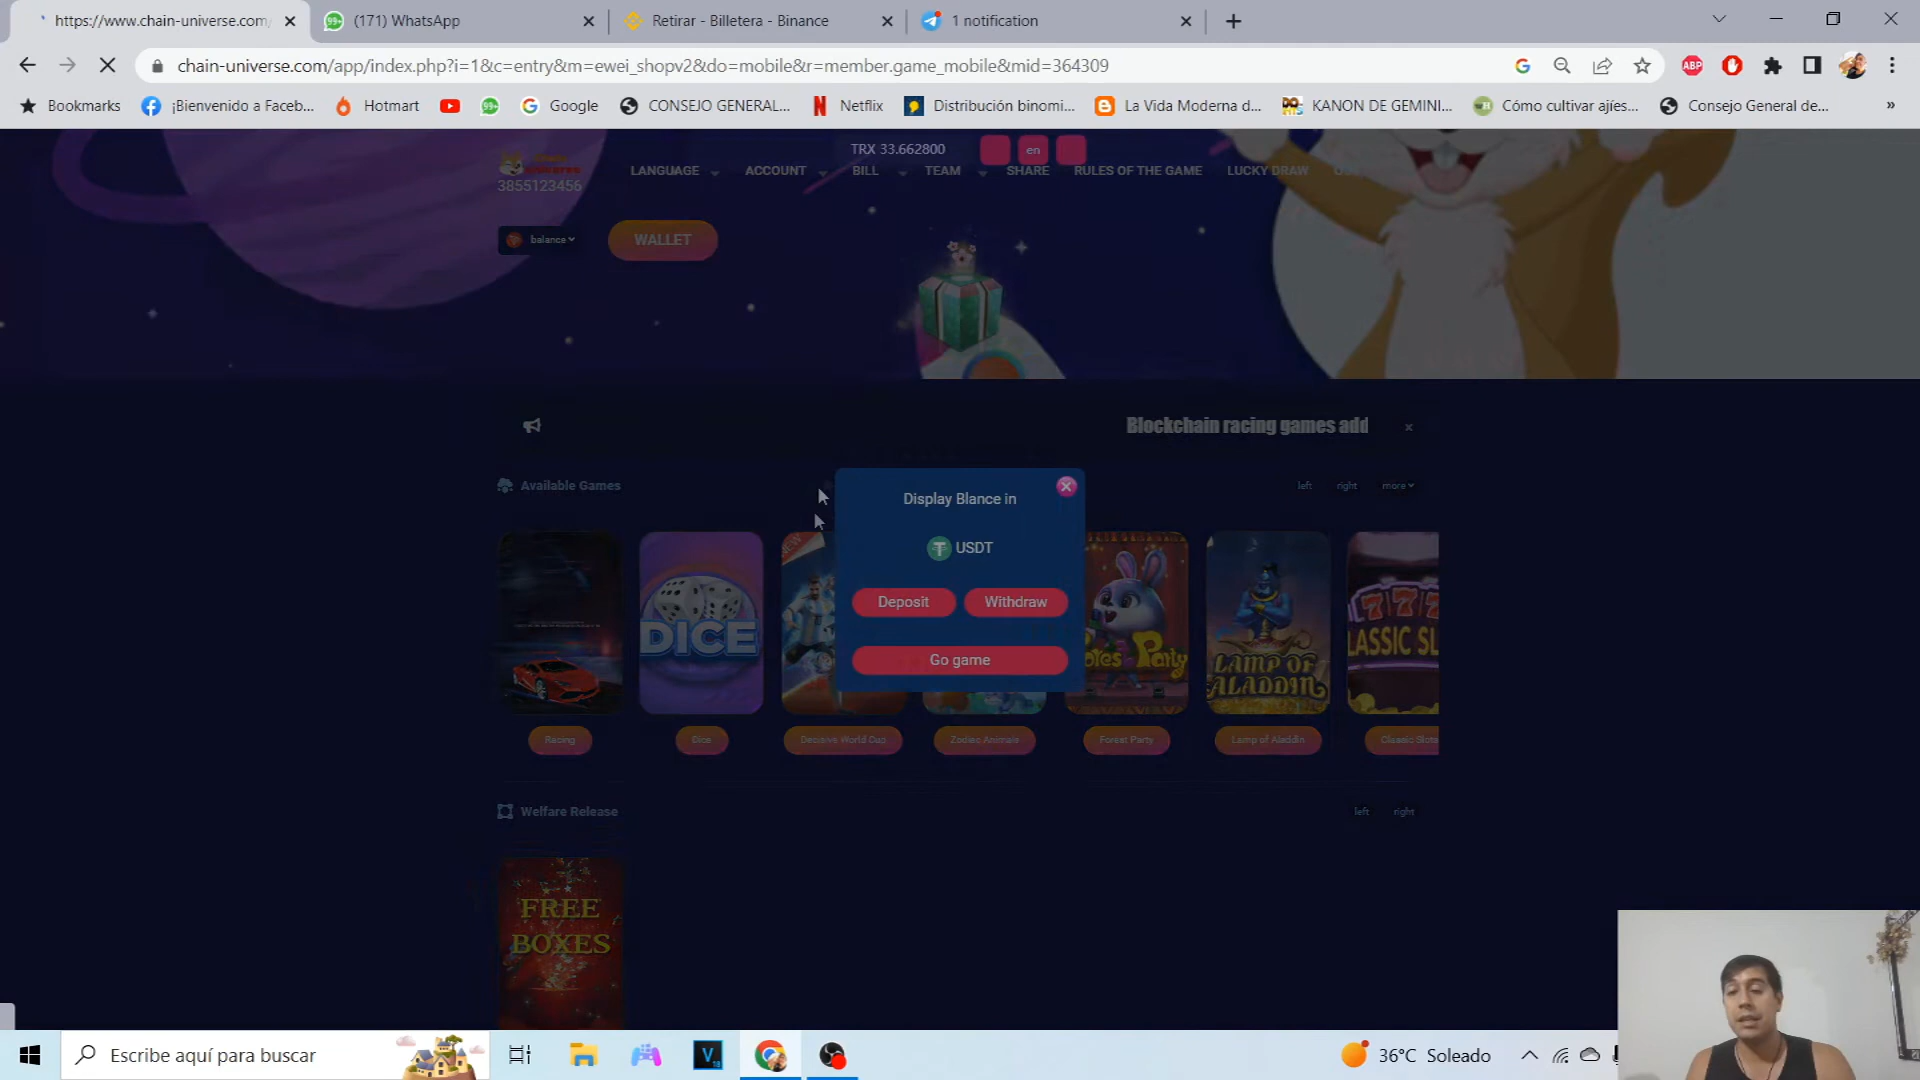 https://www.chain-universe.com/
(171) WhatsApp
Retirar - Billetera - Binance
1 notification
chain-universe.com/app/index.php?i=1&c=entry&m=ewei_shopv2&do=mobile&r=member.game_mobile&mid=364309
Bookmarks
¡Bienvenido a Faceb...
Hotmart
Google
CONSEJO GENERAL...
Netflix
Distribución binomi...
La Vida Moderna d...
KANON DE GEMINI...
Cómo cultivar ajíes...
Consejo General de...
TRX 33.662800
en
3855123456
LANGUAGE
ACCOUNT
BILL
TEAM
SHARE
RULES OF THE GAME
LUCKY DRAW
balance
WALLET
Blockchain racing games add
Available Games
left
right
more
Display Blance in
USDT
Deposit
Withdraw
Go game
DICE
NEW
Party
LAMP OF
ALADDIN
777
Racing
Dice
Decisive World Cup
Zodiac Animals
Forest Party
Lamp of Aladdin
Classic Slots
Welfare Release
left
right
FREE
BOXES
Escribe aquí para buscar
36°C Soleado